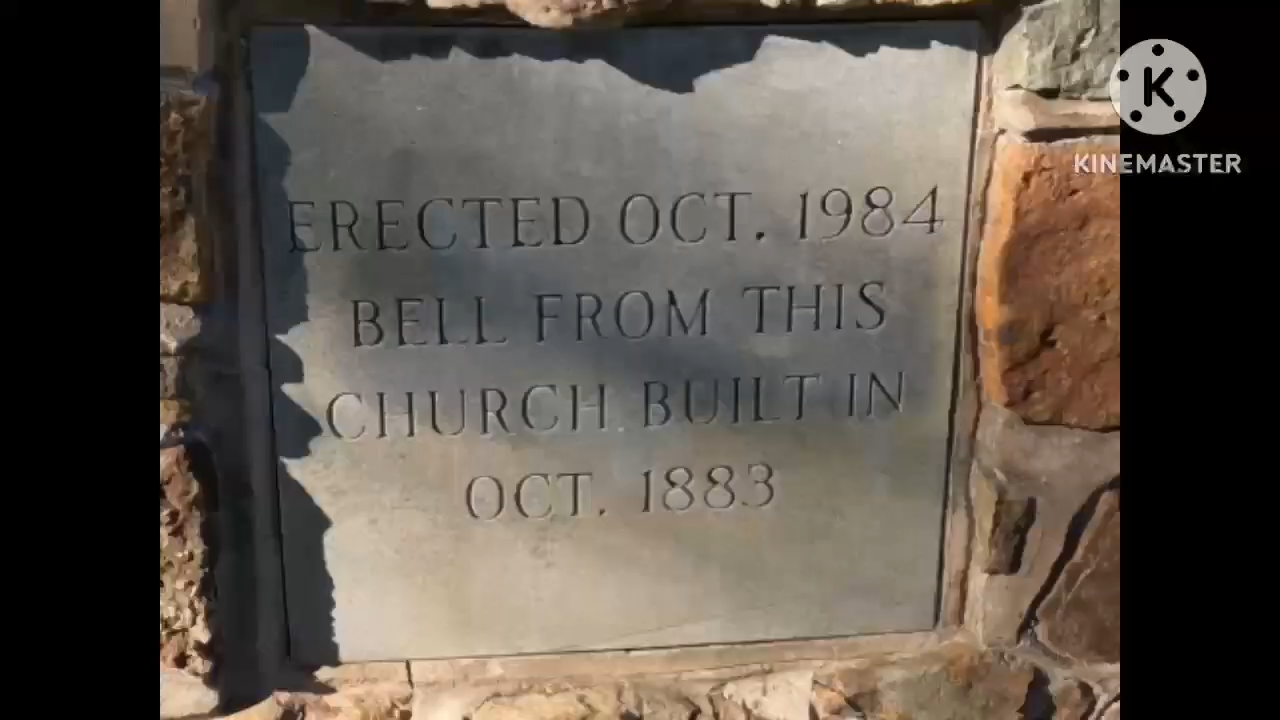 ERECTED OCT. 1984
BELL FROM THIS
CHURCH BUILT IN
OCT. 1883
K
KINEMASTER